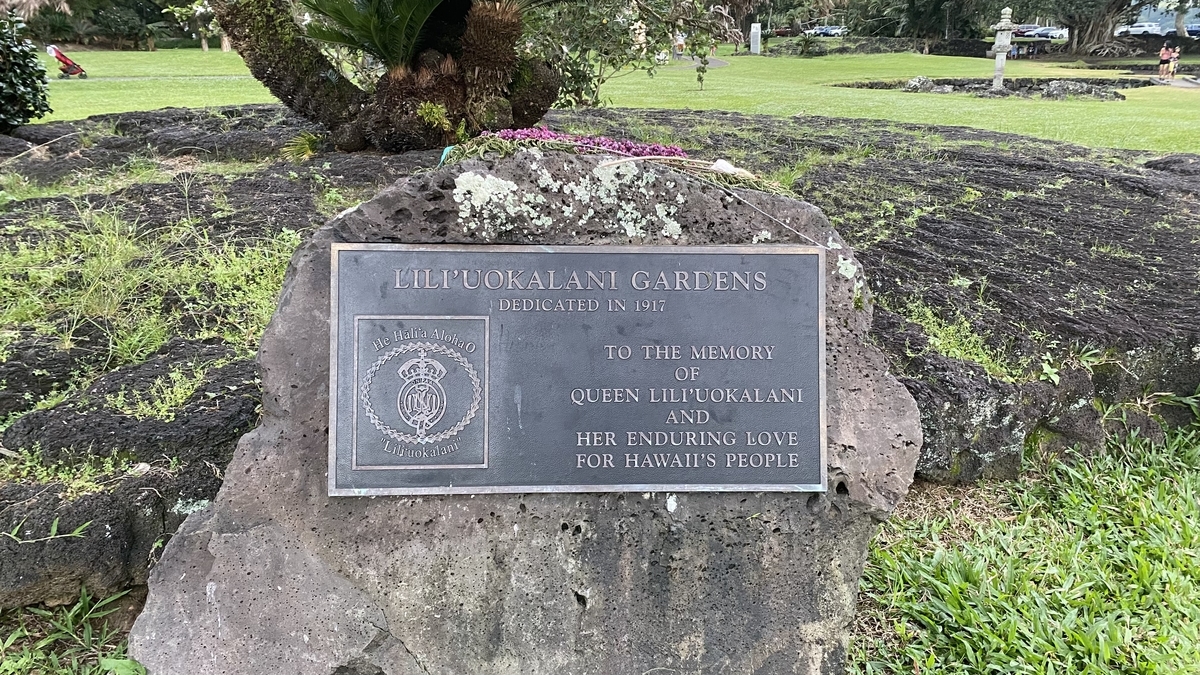 LILI'UOKALANI GARDENS
DEDICATED IN 1917
He Hali'a Aloha O
"Lili'uokalani"
TO THE MEMORY
OF
QUEEN LILI'UOKALANI
AND
HER ENDURING LOVE
FOR HAWAII'S PEOPLE